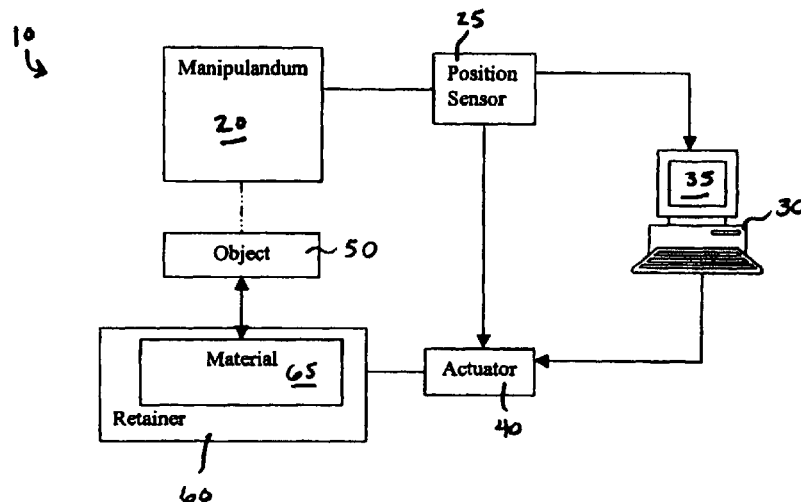 10
Manipulandum
20
25
Position
Sensor
35
30
Object
50
Material
65
Retainer
60
Actuator
40